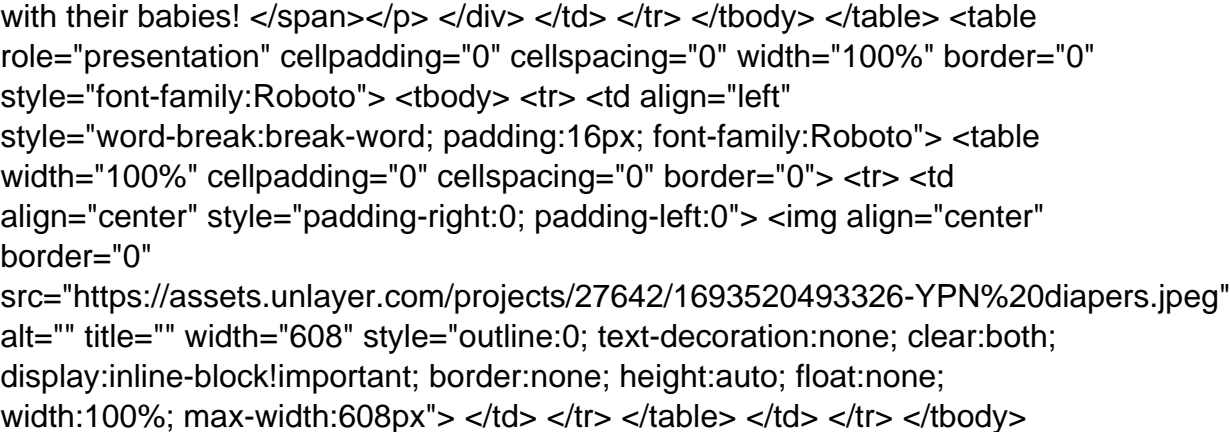 with their babies! </span></p> </div> </td> </tr> </tbody> </table> <table
role="presentation" cellpadding="0" cellspacing="0" width="100%" border="0"
style="font-family:Roboto"> <tbody> <tr> <td align="left"
style="word-break:break-word; padding:16px; font-family:Roboto"> <table
width="100%" cellpadding="0" cellspacing="0" border="0"> <tr> <td
align="center" style="padding-right:0; padding-left:0"> <img align="center"
border="0"
src="https://assets.unlayer.com/projects/27642/1693520493326-YPN%20diapers.jpeg"
alt="" title="" width="608" style="outline:0; text-decoration:none; clear:both;
display:inline-block!important; border:none; height:auto; float:none;
width:100%; max-width:608px"> </td> </tr> </table> </td> </tr> </tbody>